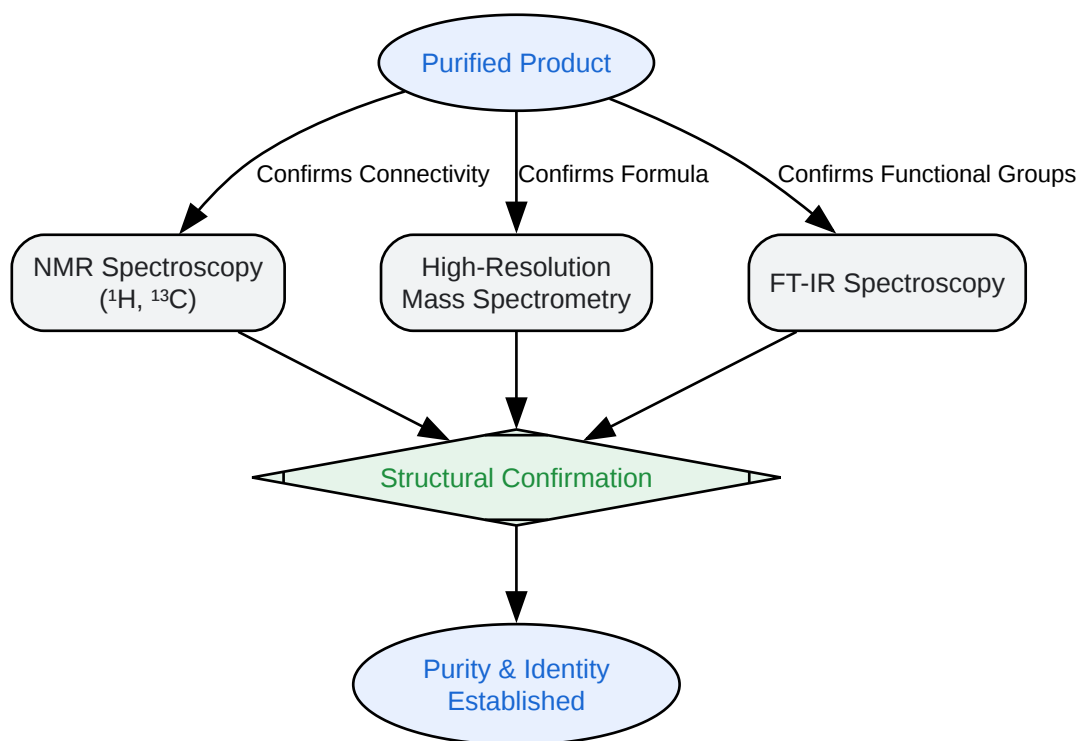 Purified Product
Confirms Connectivity
Confirms Formula
Confirms Functional Groups
NMR Spectroscopy
(¹H, ¹³C)
High-Resolution
Mass Spectrometry
FT-IR Spectroscopy
Structural Confirmation
Purity & Identity
Established